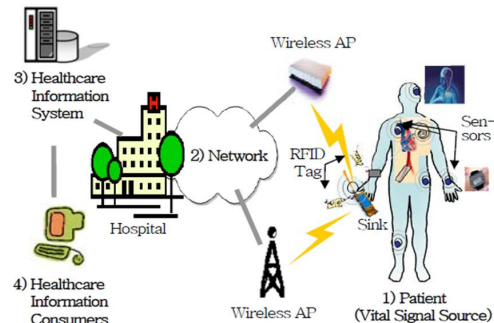 Wireless AP
3) Healthcare
Information
System
H
2) Network
RFID
Tag
Sen-
sors
Sink
Hospital
4) Healthcare
Information
Consumers
Wireless AP
1) Patient
(Vital Signal Source)